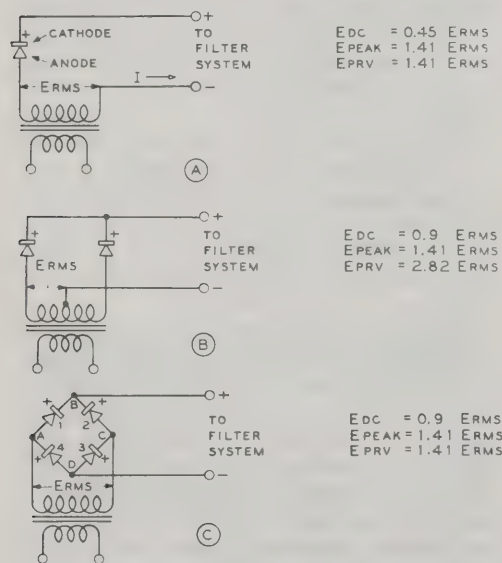 +
+ CATHODE
TO
FILTER
SYSTEM
ANODE
ERMS
I
-
A
EDC = 0.45 ERMS
EPEAK = 1.41 ERMS
EPRV = 1.41 ERMS
+
+ +
TO
FILTER
SYSTEM
ERMS
-
B
EDC = 0.9 ERMS
EPEAK = 1.41 ERMS
EPRV = 2.82 ERMS
+
B
+ +
1 2
A C
4 3
+ +
D
TO
FILTER
SYSTEM
-
ERMS
C
EDC = 0.9 ERMS
EPEAK = 1.41 ERMS
EPRV = 1.41 ERMS